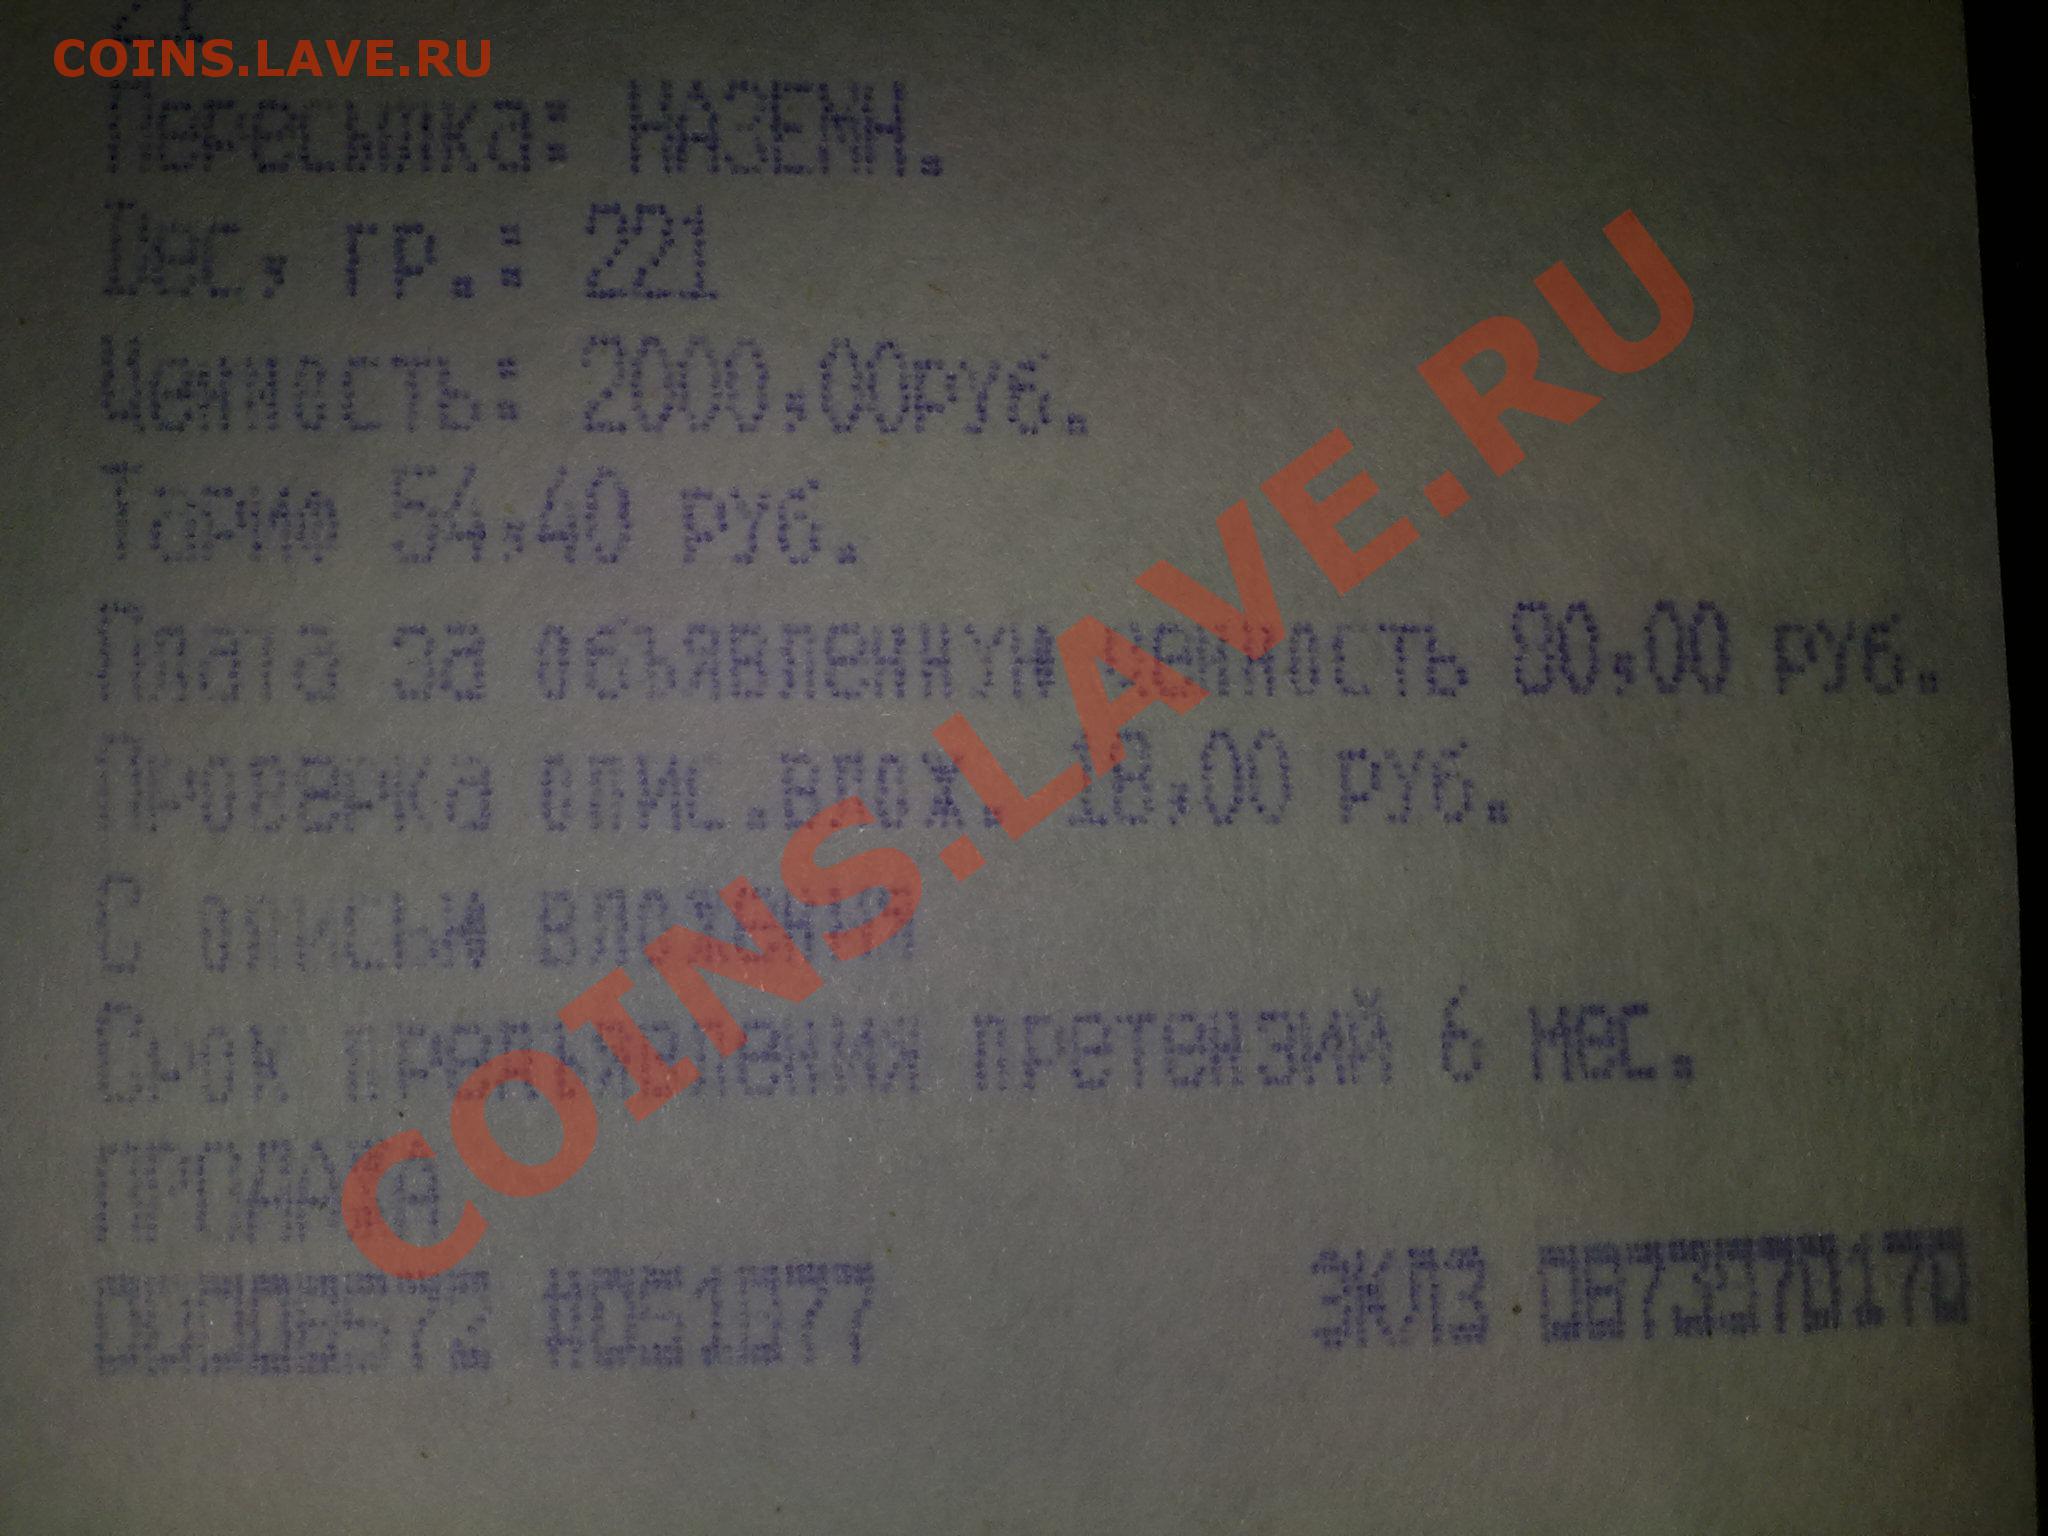 COINS.LAVE.RU
Пересылка: НАЗЕМН.
Вес, гр.: 221
Ценность: 2000.00руб.
Тариф 54.40 руб.
Плата за объявленную ценность 80.00 руб.
Проверка опис.влож. 18.00 руб.
С описью вложения
Срок предъявления претензий 6 мес.
ПРОДАЖА
#051077
ЭКЛЗ 0873970170
COINS.LAVE.RU